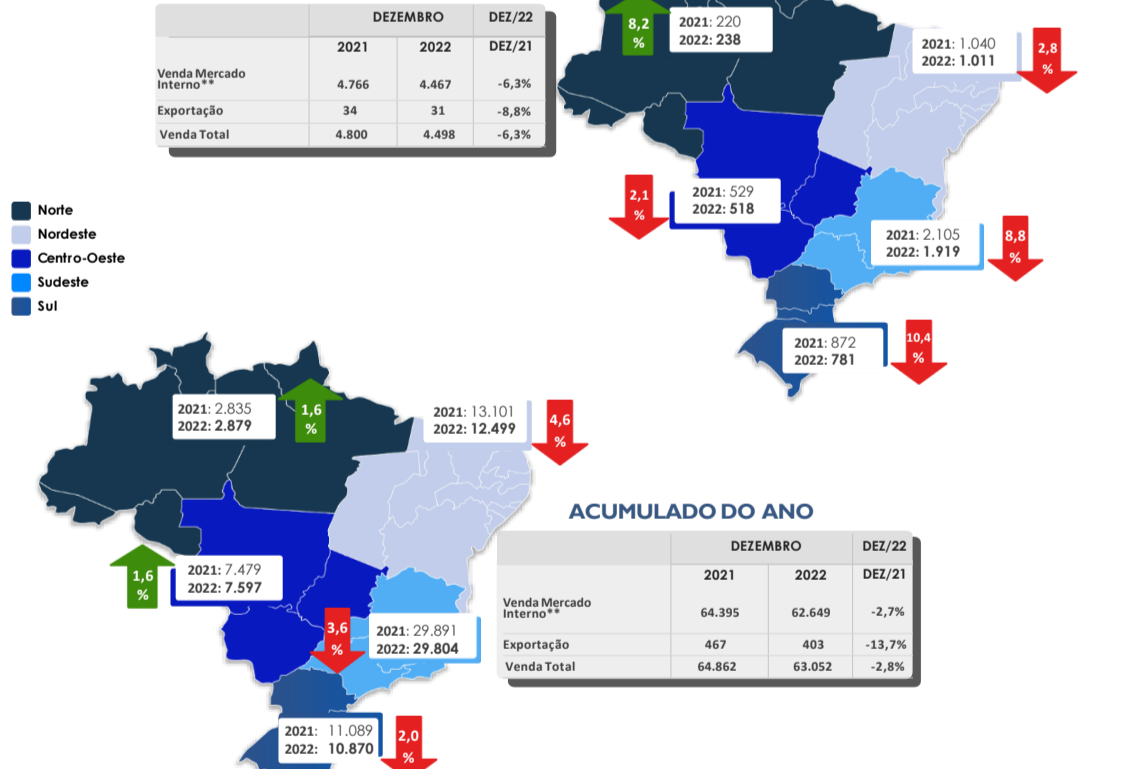 DEZEMBRO DEZ/22
2021 2022 DEZ/21
Venda Mercado
Interno** 4.766 4.467 -6,3%
Exportação 34 31 -8,8%
Venda Total 4.800 4.498 -6,3%
8,2
%
2021: 220
2022: 238
2021: 1.040
2022: 1.011
2,8
%
2,1
%
2021: 529
2022: 518
2021: 2.105
2022: 1.919
8,8
%
2021: 872
2022: 781
10,4
%
Norte
Nordeste
Centro-Oeste
Sudeste
Sul
2021: 2.835
2022: 2.879
1,6
%
2021: 13.101
2022: 12.499
4,6
%
1,6
%
2021: 7.479
2022: 7.597
3,6
%
2021: 29.891
2022: 29.804
2021: 11.089
2022: 10.870
2,0
%
ACUMULADO DO ANO
DEZEMBRO DEZ/22
2021 2022 DEZ/21
Venda Mercado
Interno** 64.395 62.649 -2,7%
Exportação 467 403 -13,7%
Venda Total 64.862 63.052 -2,8%